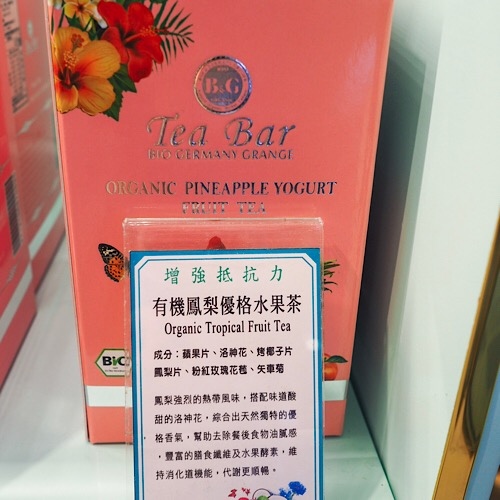 B&G
Tea Bar
BIO GERMANY GRANGE
ORGANIC PINEAPPLE YOGURT
FRUIT TEA
增強抵抗力
有機鳳梨優格水果茶
Organic Tropical Fruit Tea
成分：蘋果片、洛神花、烤椰子片
鳳梨片、粉紅玫瑰花苞、矢車菊
鳳梨強烈的熱帶風味，搭配味道酸
甜的洛神花，綜合出天然獨特的優
格香氣，幫助去除餐後食物油膩感
，豐富的膳食纖維及水果酵素，維
持消化道機能，代謝更順暢。
BIO